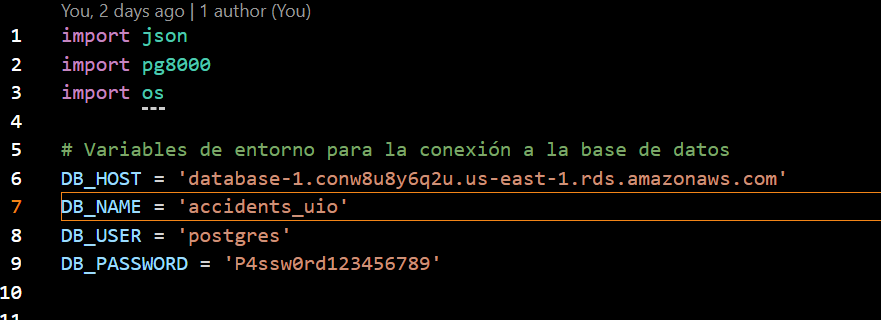 You, 2 days ago | 1 author (You)
1 import json
2 import pg8000
3 import os
4
5 # Variables de entorno para la conexión a la base de datos
6 DB_HOST = 'database-1.conw8u8y6q2u.us-east-1.rds.amazonaws.com'
7 DB_NAME = 'accidents_uio'
8 DB_USER = 'postgres'
9 DB_PASSWORD = 'P4ssw0rd123456789'
10
11